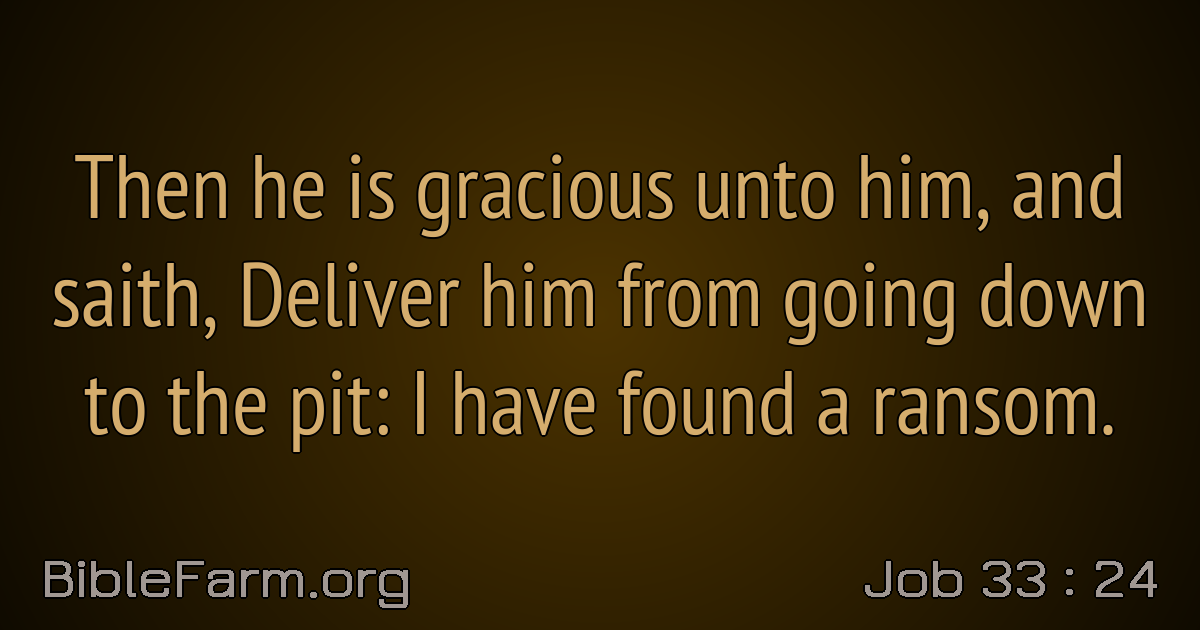 Then he is gracious unto him, and
saith, Deliver him from going down
to the pit: I have found a ransom.
BibleFarm.org
Job 33 : 24